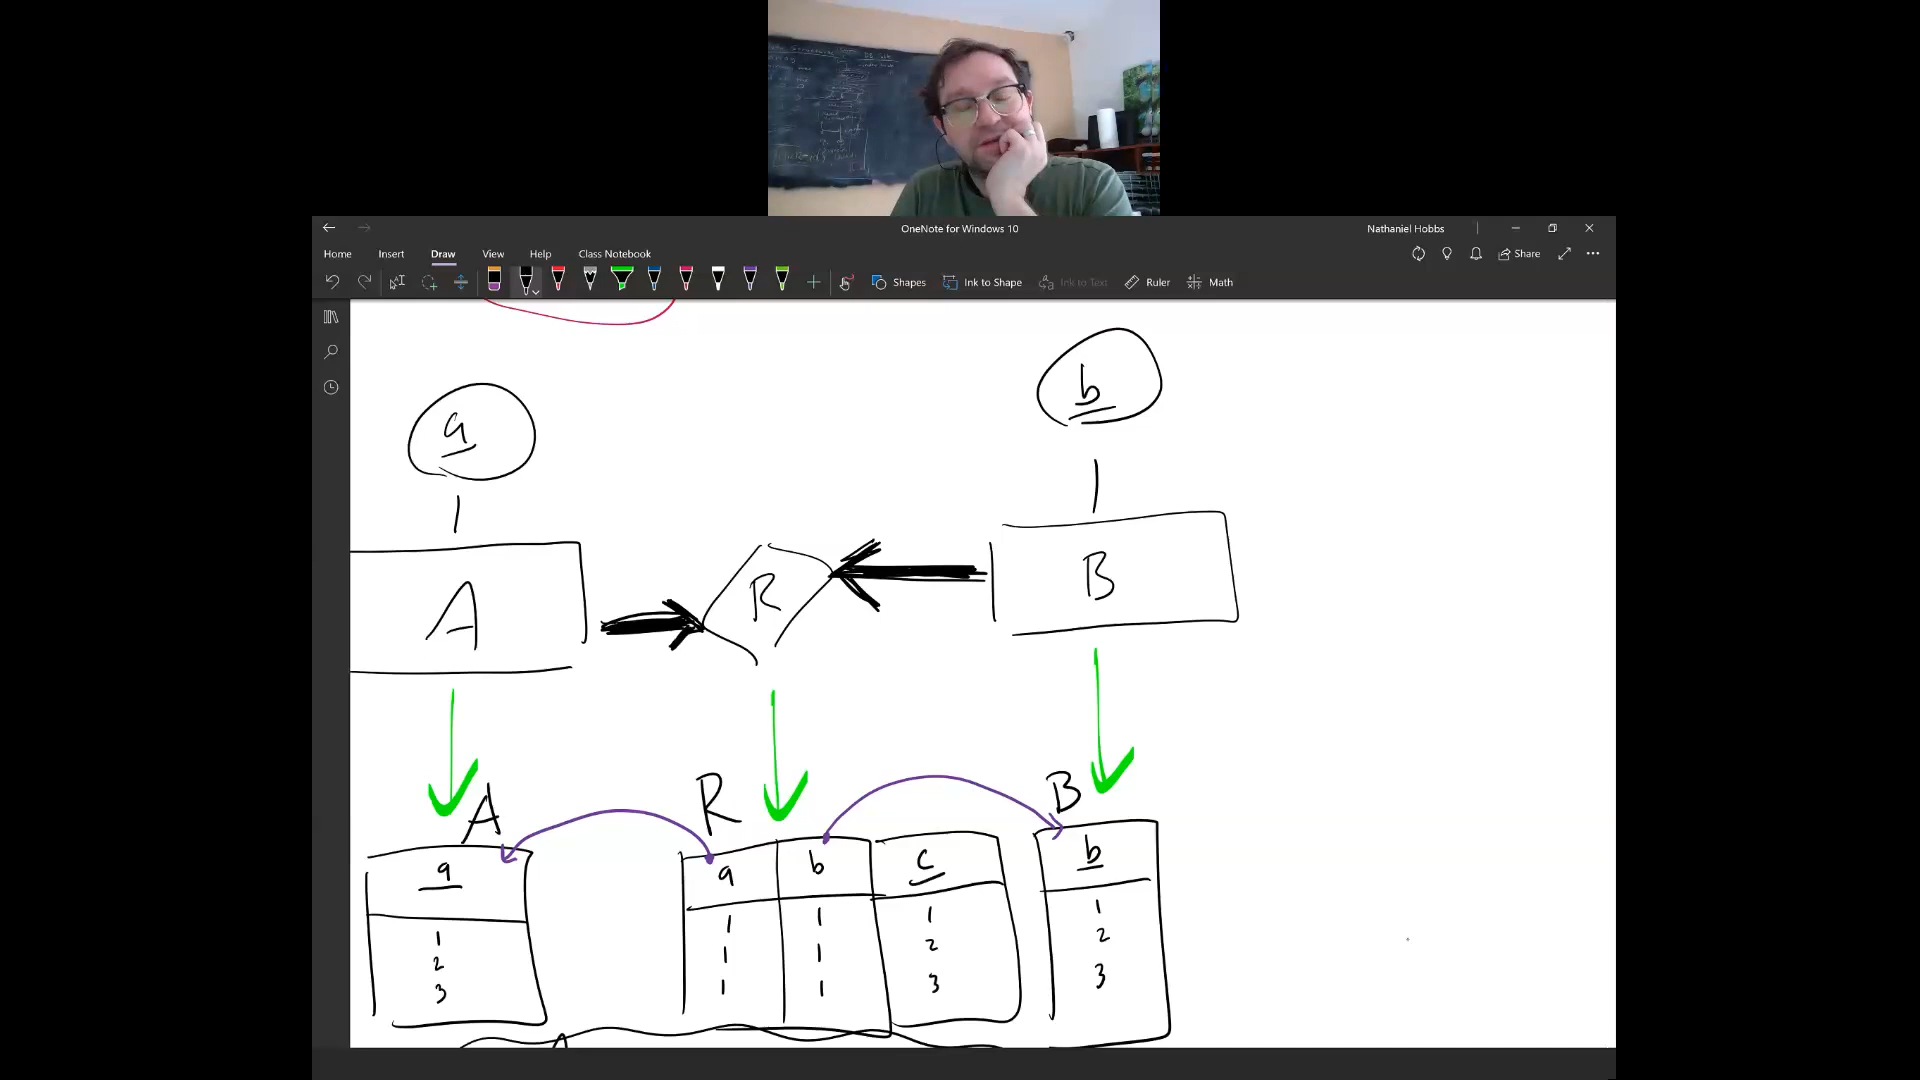 OneNote for Windows 10
Nathaniel Hobbs
Home Insert Draw View Help Class Notebook
Share
Shapes Ink to Shape Ink to Text Ruler Math
b
a
B
R
A
A R B
a a b c b
1 1 1 1 1
2 1 1 2 2
3 1 1 3 3